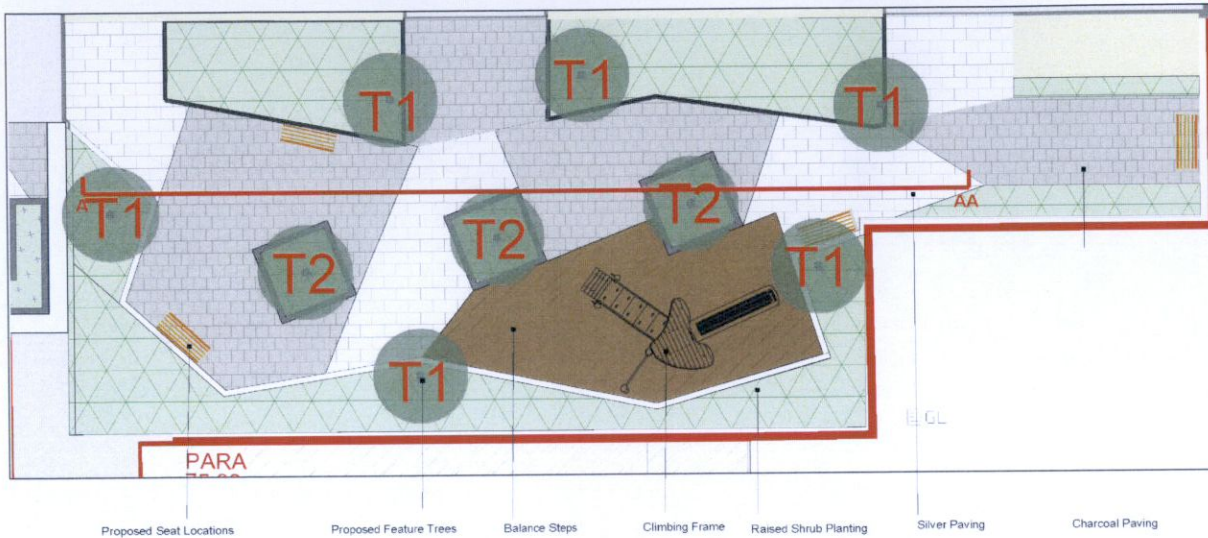 T1
T1
T1
T1
A
AA
T2
T2
T2
T1
T1
GL
PARA
Proposed Seat Locations
Proposed Feature Trees
Balance Steps
Climbing Frame
Raised Shrub Planting
Silver Paving
Charcoal Paving